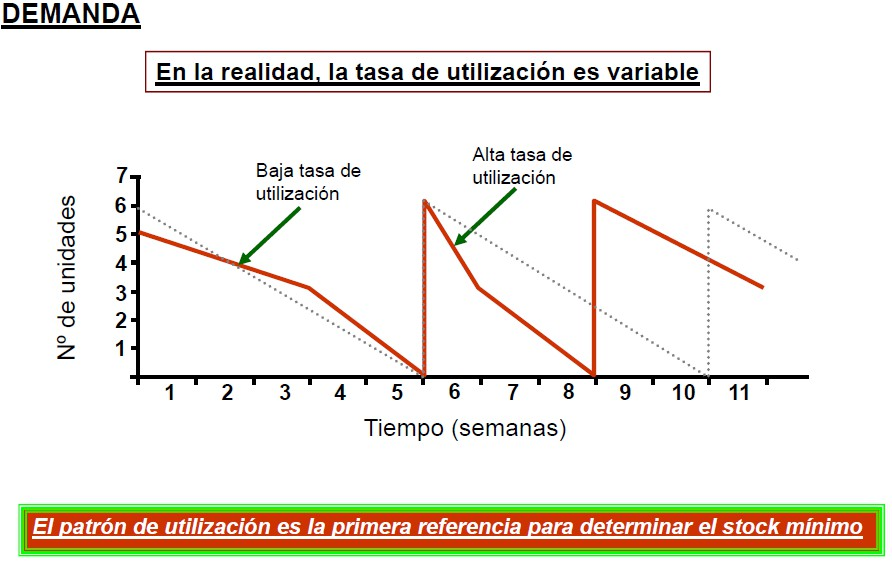 DEMANDA
En la realidad, la tasa de utilización es variable
Baja tasa de
utilización
Alta tasa de
utilización
7
6
5
4
3
2
1
Nº de unidades
1 2 3 4 5 6 7 8 9 10 11
Tiempo (semanas)
El patrón de utilización es la primera referencia para determinar el stock mínimo